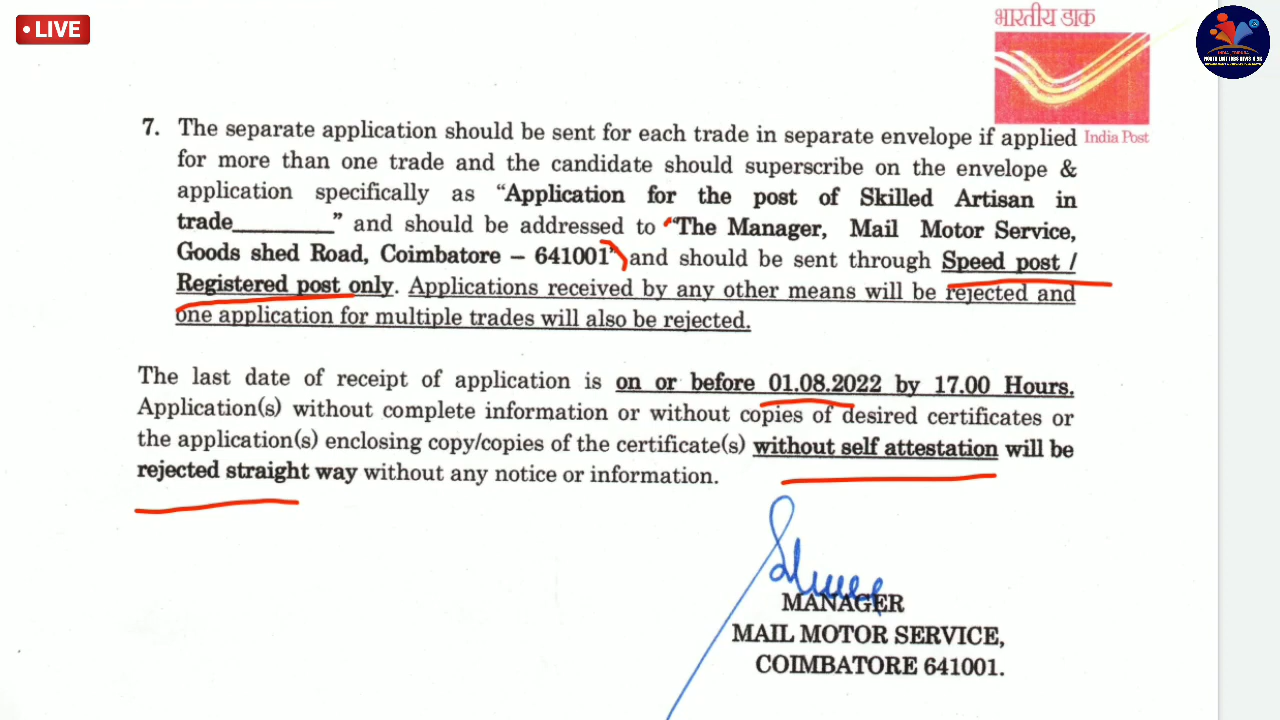 • LIVE
भारतीय डाक
India Post
7. The separate application should be sent for each trade in separate envelope if applied
for more than one trade and the candidate should superscribe on the envelope &
application specifically as “Application for the post of Skilled Artisan in
trade_________” and should be addressed to “The Manager, Mail Motor Service,
Goods shed Road, Coimbatore – 641001” and should be sent through Speed post /
Registered post only. Applications received by any other means will be rejected and
one application for multiple trades will also be rejected.
The last date of receipt of application is on or before 01.08.2022 by 17.00 Hours.
Application(s) without complete information or without copies of desired certificates or
the application(s) enclosing copy/copies of the certificate(s) without self attestation will be
rejected straight way without any notice or information.
MANAGER
MAIL MOTOR SERVICE,
COIMBATORE 641001.